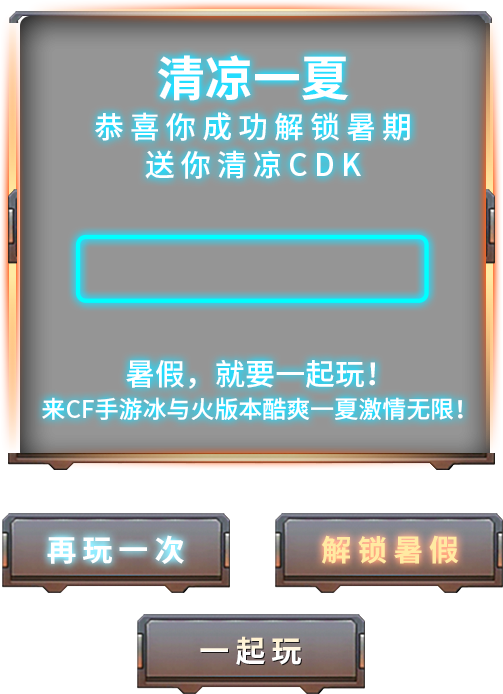 清凉一夏
恭喜你成功解锁暑期
送你清凉CDK
暑假，就要一起玩！
来CF手游冰与火版本酷爽一夏激情无限！
再玩一次
解锁暑假
一起玩